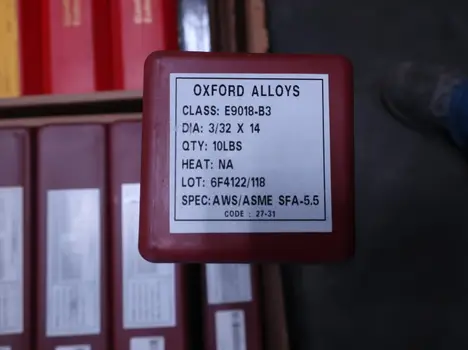 OXFORD ALLOYS
CLASS: E9018-B3
DIA: 3/32 X 14
QTY: 10LBS
HEAT: NA
LOT: 6F4122/118
SPEC: AWS/ASME SFA-5.5
CODE : 27-31